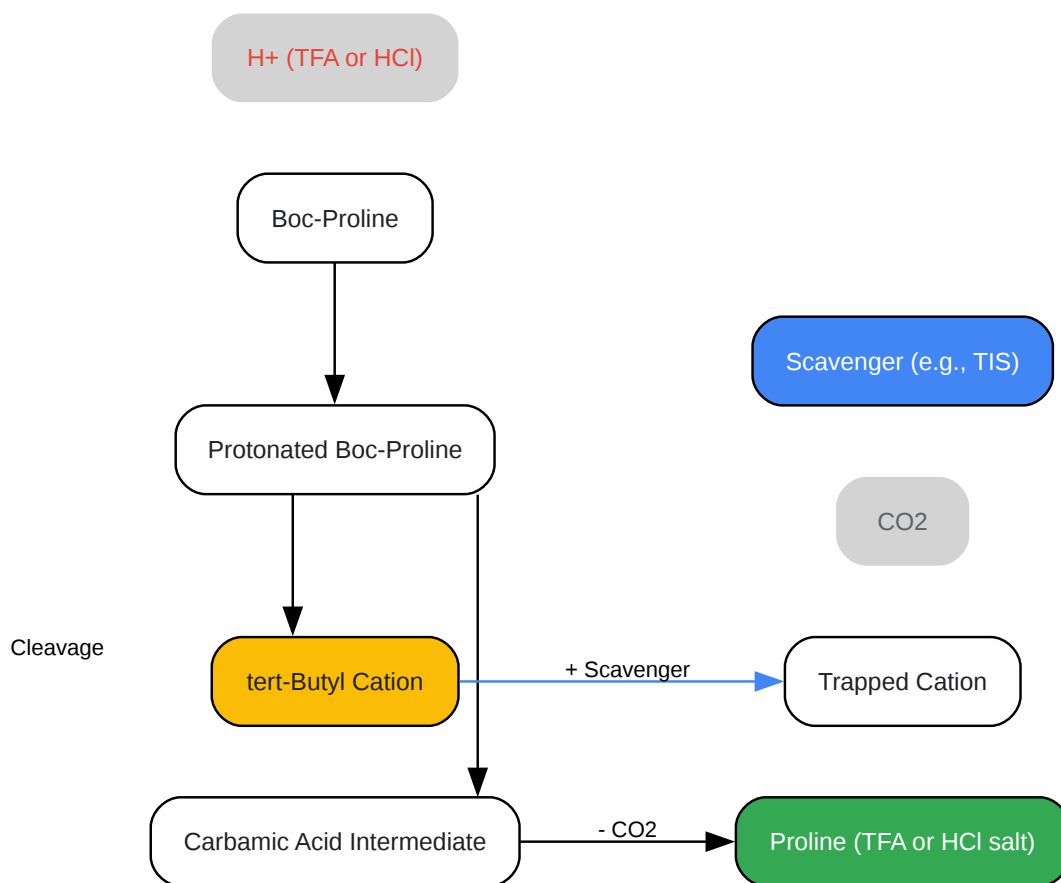 H+ (TFA or HCl)
Boc-Proline
Scavenger (e.g., TIS)
Protonated Boc-Proline
CO2
Cleavage
tert-Butyl Cation
+ Scavenger
Trapped Cation
Carbamic Acid Intermediate
- CO2
Proline (TFA or HCl salt)